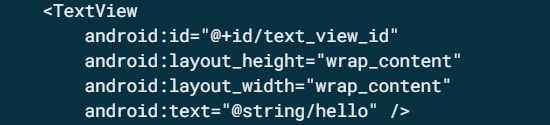 <TextView
android:id="@+id/text_view_id"
android:layout_height="wrap_content"
android:layout_width="wrap_content"
android:text="@string/hello" />